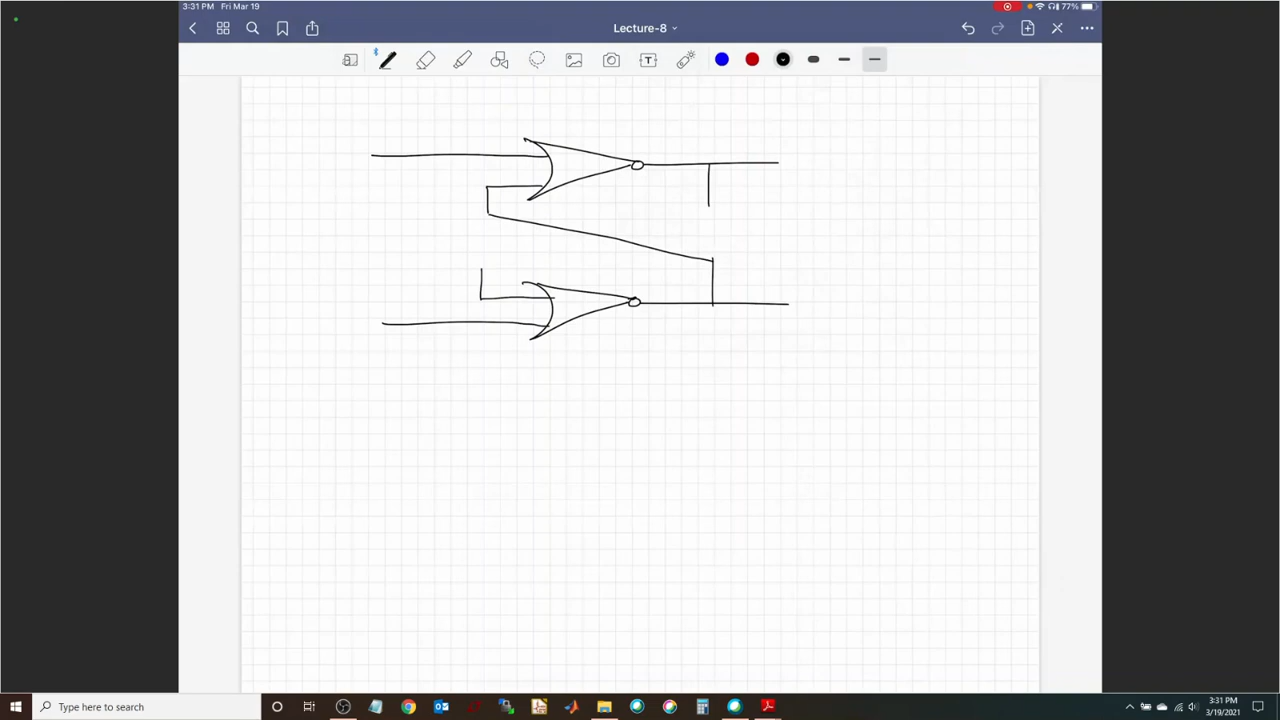 3:31 PM Fri Mar 19
77%
Lecture-8
T
Type here to search
3:31 PM
3/19/2021